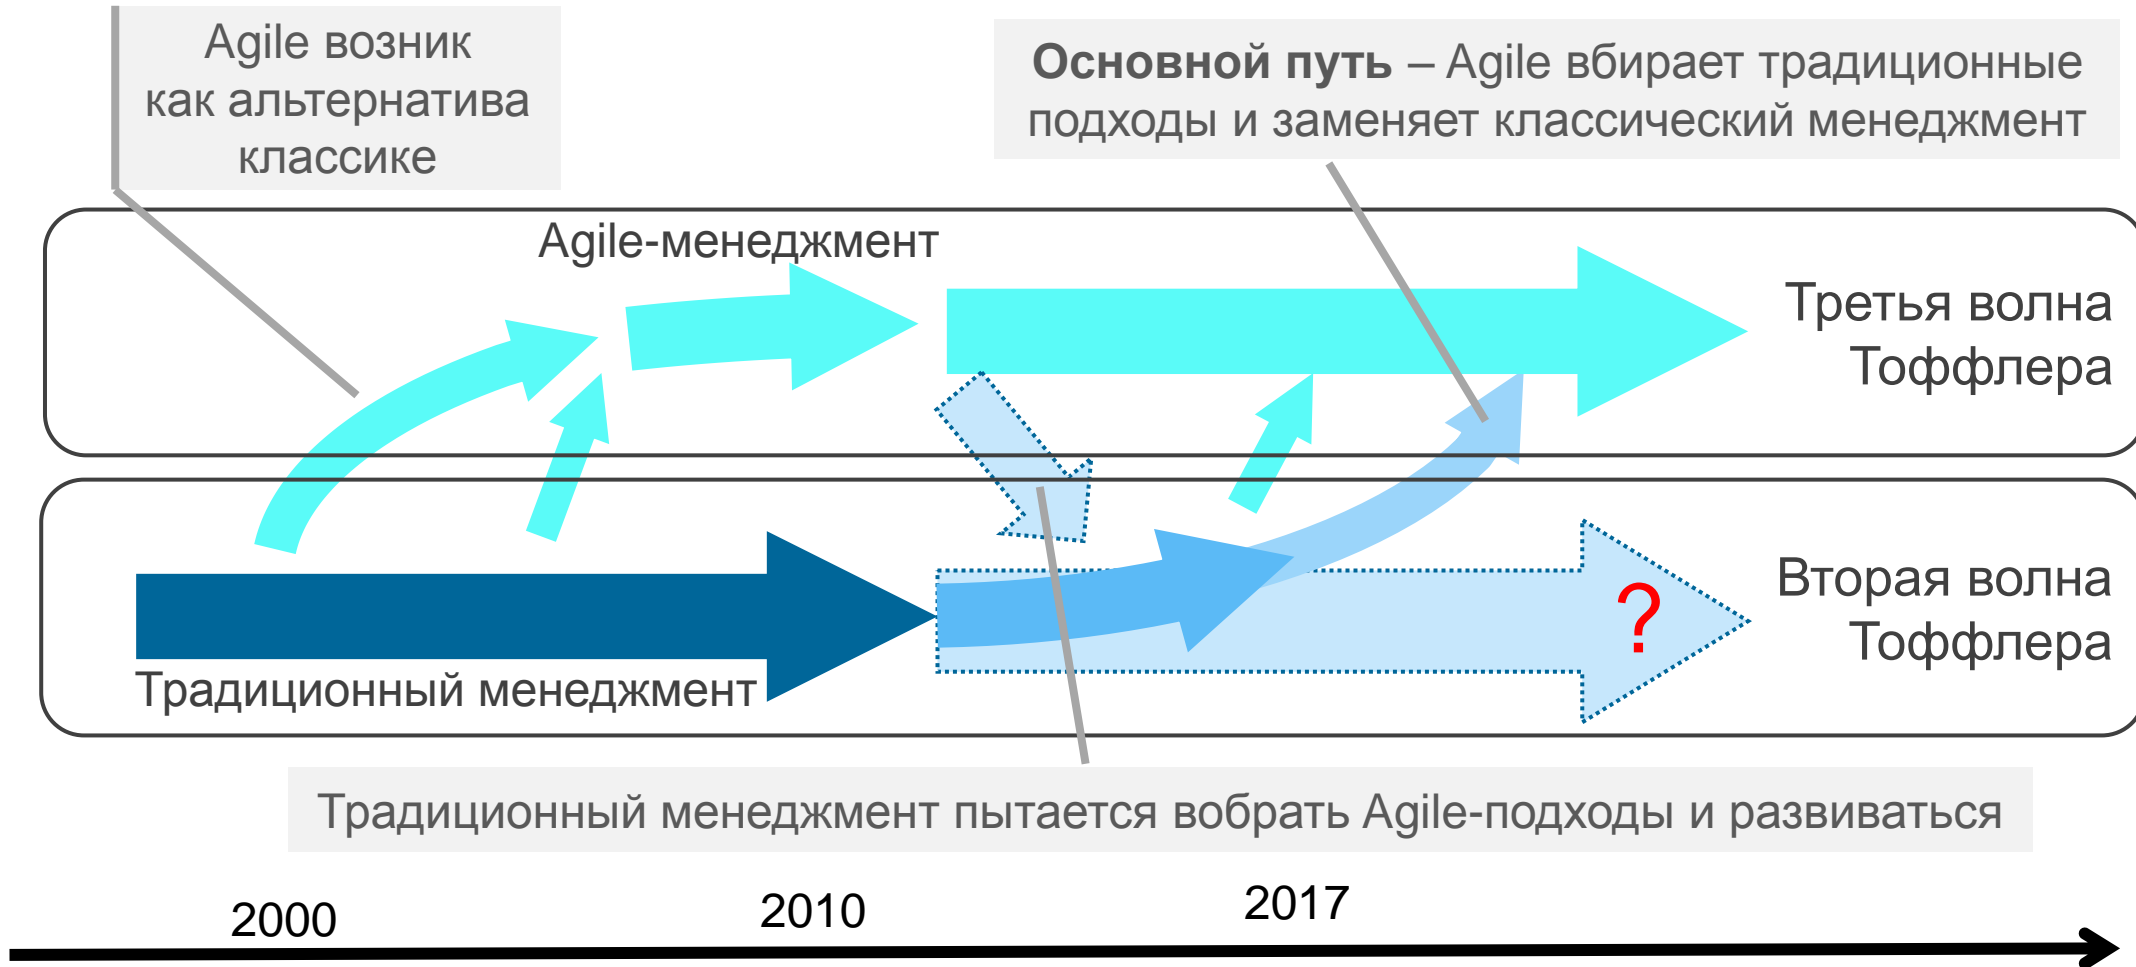 Agile возник
как альтернатива
классике
Основной путь – Agile вбирает традиционные
подходы и заменяет классический менеджмент
Agile-менеджмент
Третья волна
Тоффлера
Вторая волна
Тоффлера
?
Традиционный менеджмент
Традиционный менеджмент пытается вобрать Agile-подходы и развиваться
2000
2010
2017